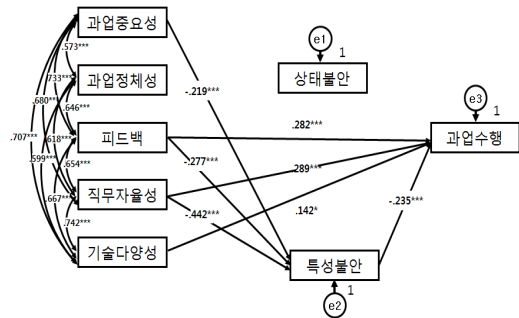 과업중요성
과업정체성
피드백
직무자율성
기술다양성
.573***
.733***
.680***
.646***
.707***
.618***
.599***
.654***
.667***
.742***
-.219***
.282***
-.277***
.289***
-.442***
.142*
-.235***
e1
1
상태불안
e3
1
과업수행
특성불안
1
e2